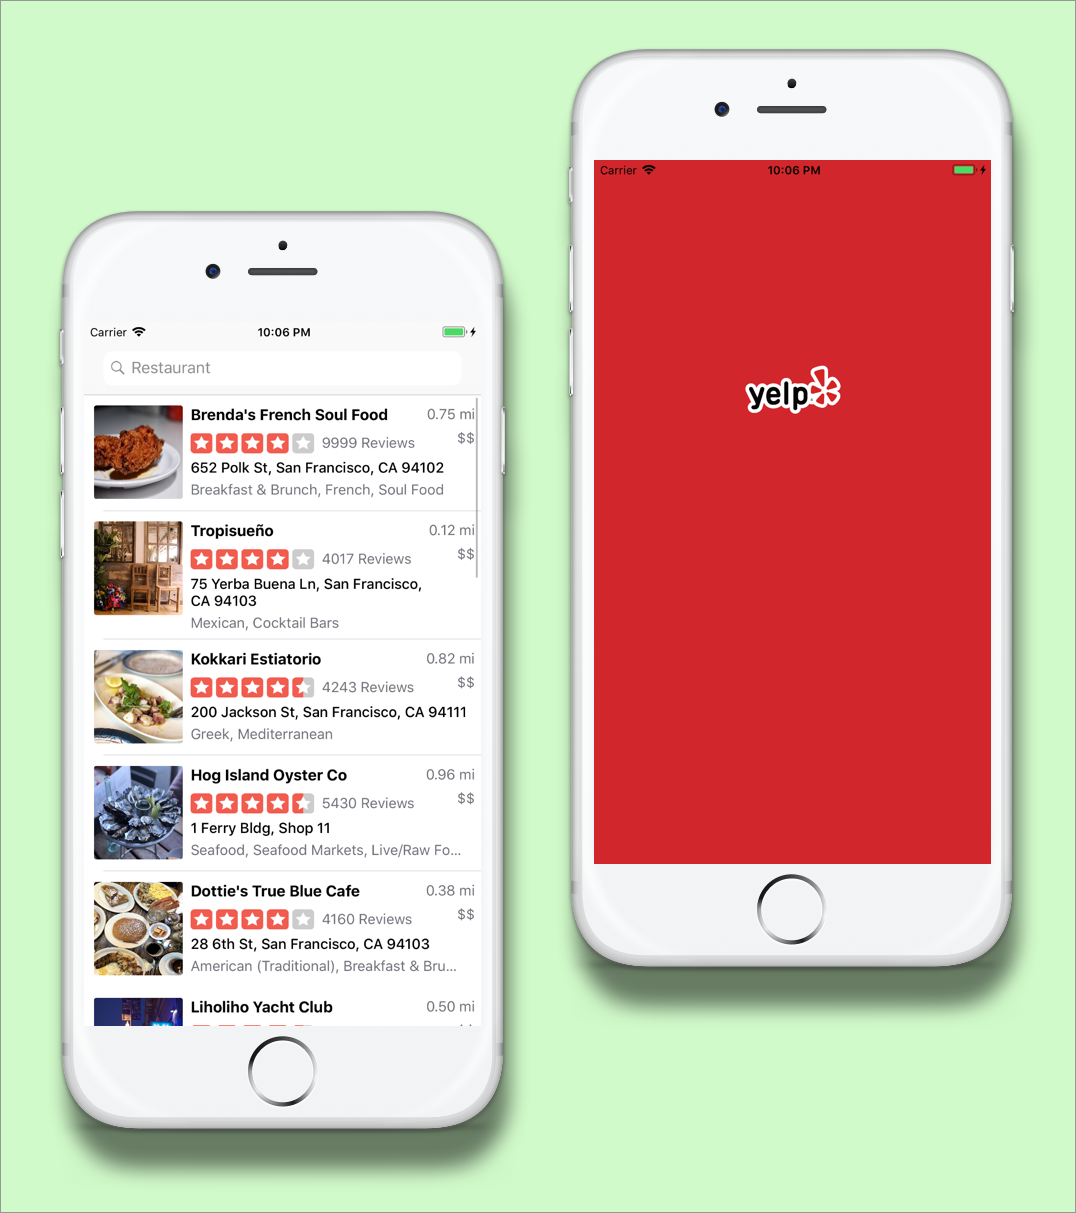 Carrier 10:06 PM
Restaurant
Brenda's French Soul Food 0.75 mi
9999 Reviews $$
652 Polk St, San Francisco, CA 94102
Breakfast & Brunch, French, Soul Food
Tropisueño 0.12 mi
4017 Reviews $$
75 Yerba Buena Ln, San Francisco,
CA 94103
Mexican, Cocktail Bars
Kokkari Estiatorio 0.82 mi
4243 Reviews $$
200 Jackson St, San Francisco, CA 94111
Greek, Mediterranean
Hog Island Oyster Co 0.96 mi
5430 Reviews $$
1 Ferry Bldg, Shop 11
Seafood, Seafood Markets, Live/Raw Fo...
Dottie's True Blue Cafe 0.38 mi
4160 Reviews $$
28 6th St, San Francisco, CA 94103
American (Traditional), Breakfast & Bru...
Liholiho Yacht Club 0.50 mi
Carrier 10:06 PM
yelp